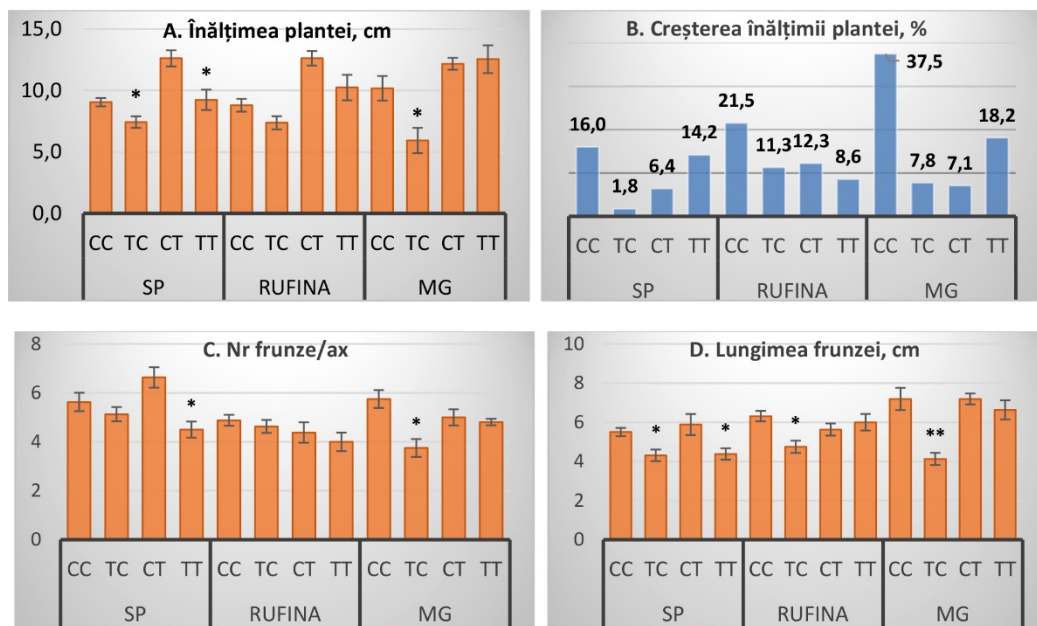 A. Înălțimea plantei, cm
15,0
10,0
5,0
0,0
* * *
CC TC CT TT CC TC CT TT CC TC CT TT
SP RUFINA MG
B. Creșterea înălțimii plantei, %
16,0 1,8 6,4 14,2 21,5 11,3 12,3 8,6 37,5 7,8 7,1 18,2
CC TC CT TT CC TC CT TT CC TC CT TT
SP RUFINA MG
C. Nr frunze/ax
8
6
4
2
0
* *
CC TC CT TT CC TC CT TT CC TC CT TT
SP RUFINA MG
D. Lungimea frunzei, cm
10
8
6
4
2
0
* * * **
CC TC CT TT CC TC CT TT CC TC CT TT
SP RUFINA MG